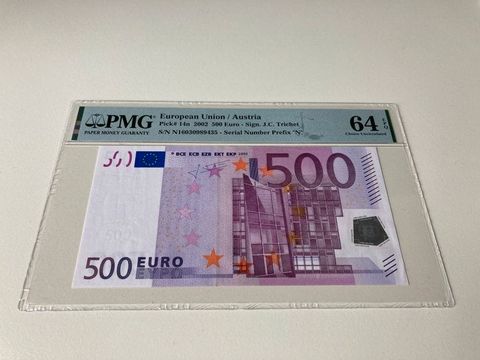 PMG
PAPER MONEY GUARANTY
European Union / Austria
Pick# 14n 2002 500 Euro - Sign. J.C. Trichet
S/N N16030989435 - Serial Number Prefix "N"
64 EPQ
Choice Uncirculated
BCE ECB EZB EKT EKP 2002
500
500 EURO
ΕΥΡΩ